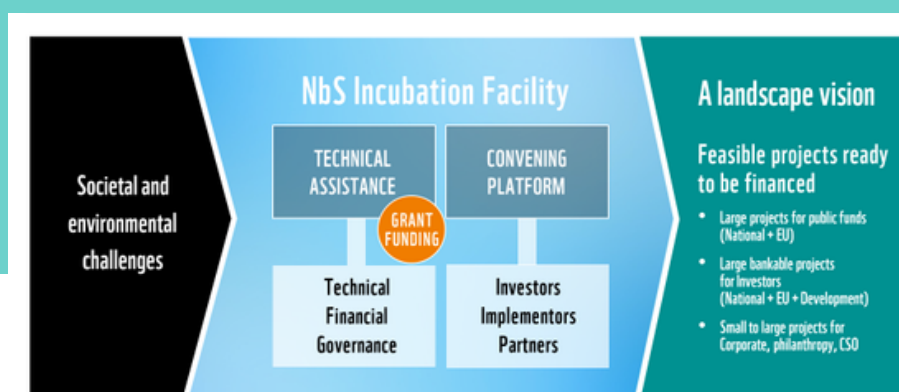 Societal and
environmental
challenges
NbS Incubation Facility
TECHNICAL
ASSISTANCE
CONVENING
PLATFORM
GRANT
FUNDING
Technical
Financial
Governance
Investors
Implementors
Partners
A landscape vision
Feasible projects ready
to be financed
• Large projects for public funds
(National + EU)
• Large bankable projects
for Investors
(National + EU + Development)
• Small to large projects for
Corporate, philanthropy, CSO